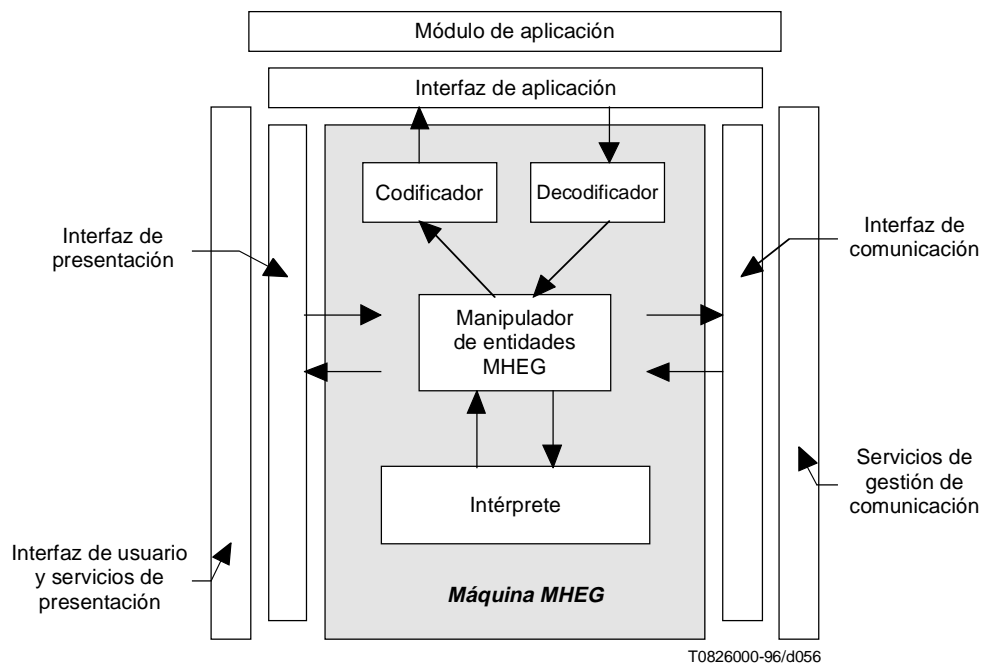 Módulo de aplicación
Interfaz de aplicación
Codificador
Decodificador
Interfaz de
presentación
Interfaz de
comunicación
Manipulador
de entidades
MHEG
Intérprete
Servicios de
gestión de
comunicación
Interfaz de usuario
y servicios de
presentación
Máquina MHEG
T0826000-96/d056